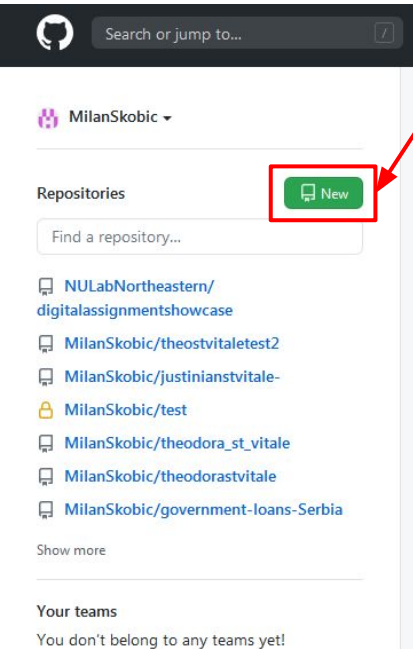 Search or jump to...
/
MilanSkobic
Repositories
New
Find a repository...
NULabNortheastern/
digitalassignmentshowcase
MilanSkobic/theostvitaletest2
MilanSkobic/justinianstvitale-
MilanSkobic/test
MilanSkobic/theodora_st_vitale
MilanSkobic/theodorastvitale
MilanSkobic/government-loans-Serbia
Show more
Your teams
You don't belong to any teams yet!